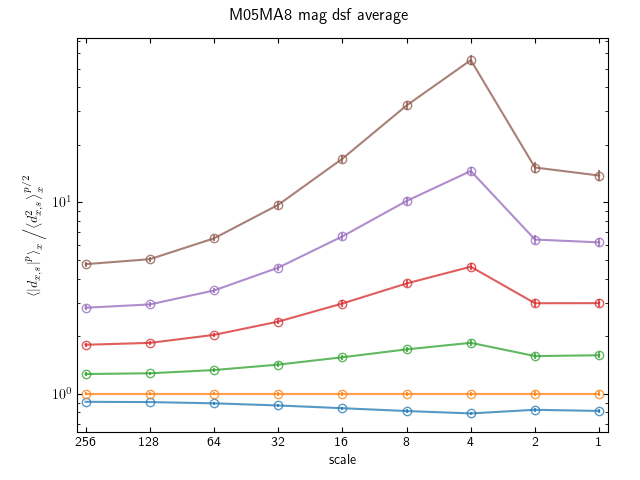 M05MA8 mag dsf average
⟨|d_{x,s}|^p⟩_x / ⟨d_{x,s}^2⟩_x^{p/2}
10^1
10^0
256 128 64 32 16 8 4 2 1
scale